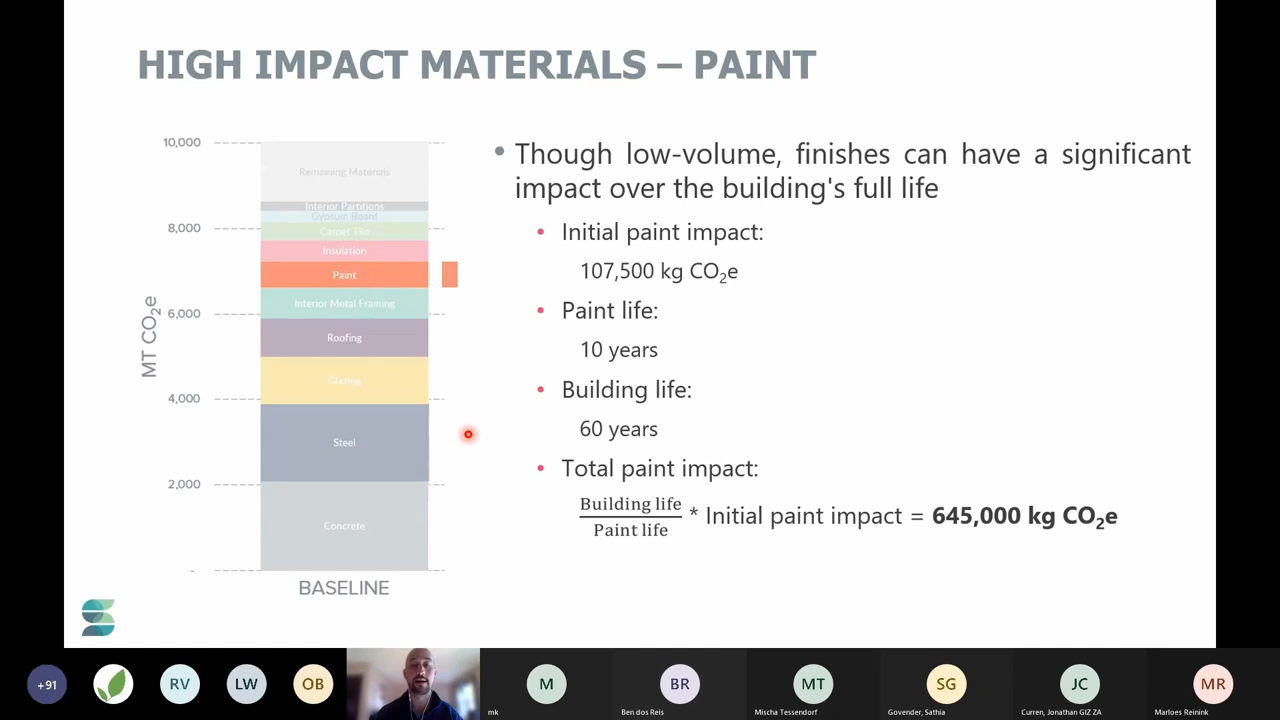 HIGH IMPACT MATERIALS – PAINT
10,000
8,000
6,000
4,000
2,000
-
MT CO₂e
Remaining Materials
Interior Partitions
Gypsum Board
Carpet Tile
Insulation
Paint
Interior Metal Framing
Roofing
Glazing
Steel
Concrete
BASELINE
• Though low-volume, finishes can have a significant
impact over the building's full life
• Initial paint impact:
107,500 kg CO₂e
• Paint life:
10 years
• Building life:
60 years
• Total paint impact:
Building life
Paint life
* Initial paint impact = 645,000 kg CO₂e
+91
RV
LW
OB
M
mk
BR
Ben dos Reis
MT
Mischa Tessendorf
SG
Govender, Sathia
JC
Curren, Jonathan GIZ ZA
MR
Marloes Reinink